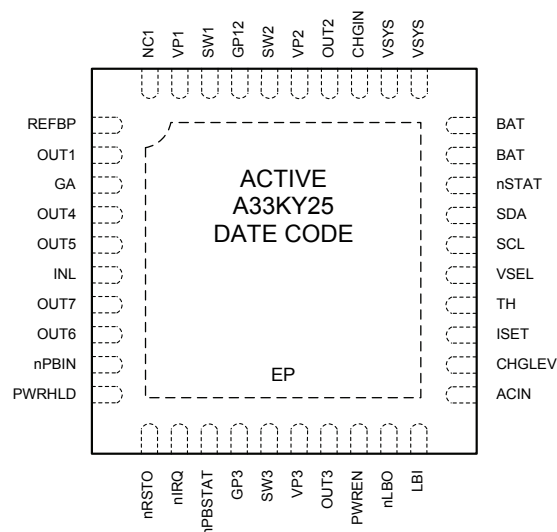 NC1
VP1
SW1
GP12
SW2
VP2
OUT2
CHGIN
VSYS
VSYS
REFBP
OUT1
GA
OUT4
OUT5
INL
OUT7
OUT6
nPBIN
PWRHLD
ACTIVE
A33KY25
DATE CODE
EP
BAT
BAT
nSTAT
SDA
SCL
VSEL
TH
ISET
CHGLEV
ACIN
nRSTO
nIRQ
nPBSTAT
GP3
SW3
VP3
OUT3
PWREN
nLBO
LBI